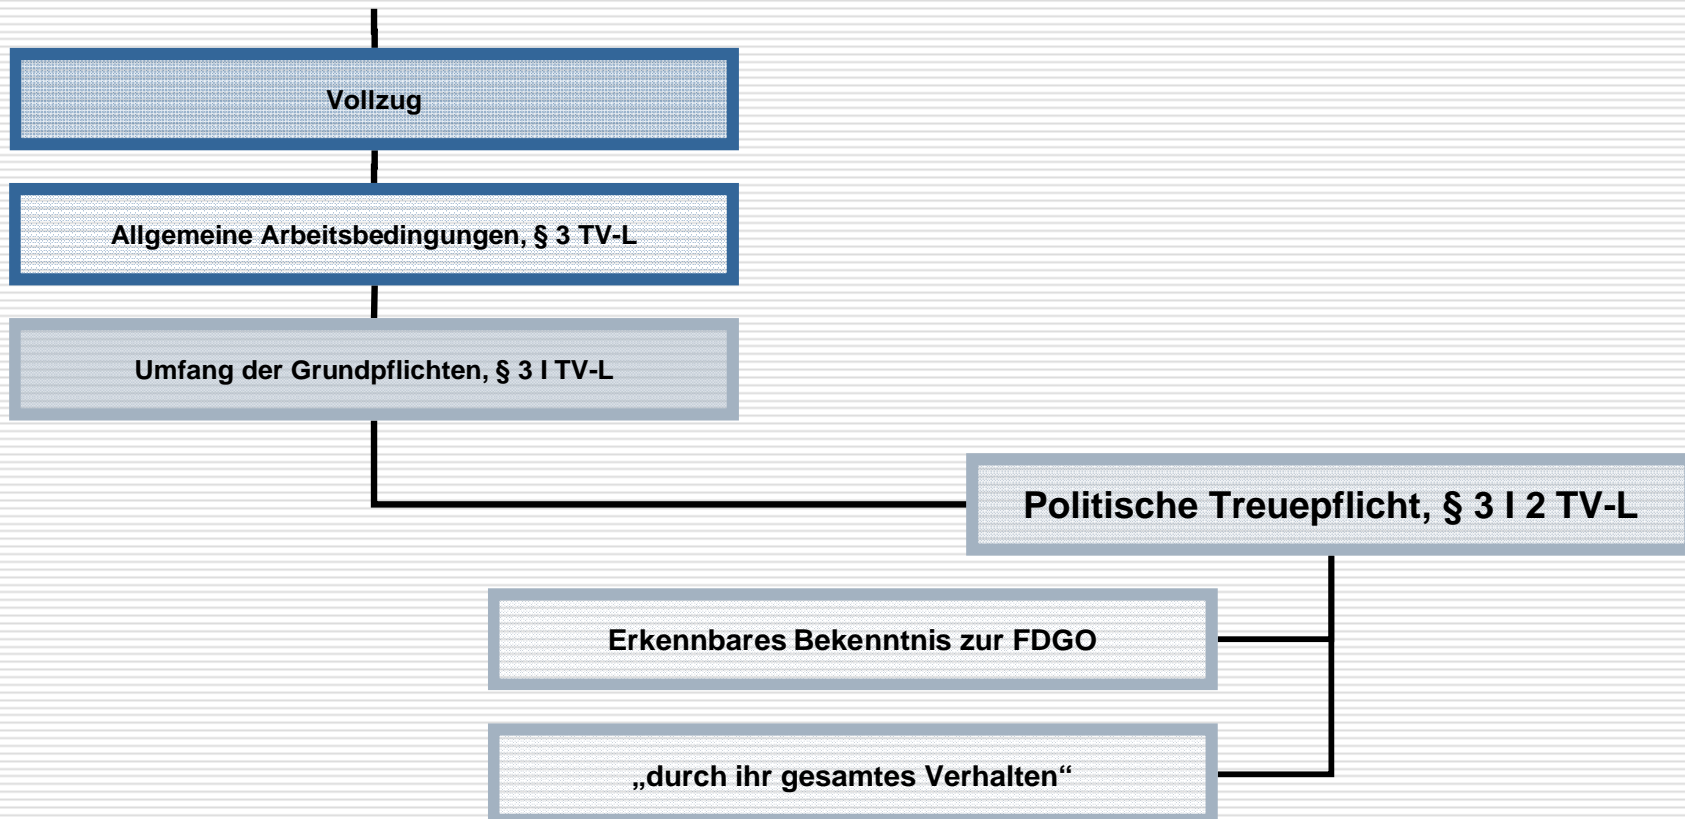 Vollzug
Allgemeine Arbeitsbedingungen, § 3 TV-L
Umfang der Grundpflichten, § 3 I TV-L
Politische Treuepflicht, § 3 I 2 TV-L
Erkennbares Bekenntnis zur FDGO
„durch ihr gesamtes Verhalten“